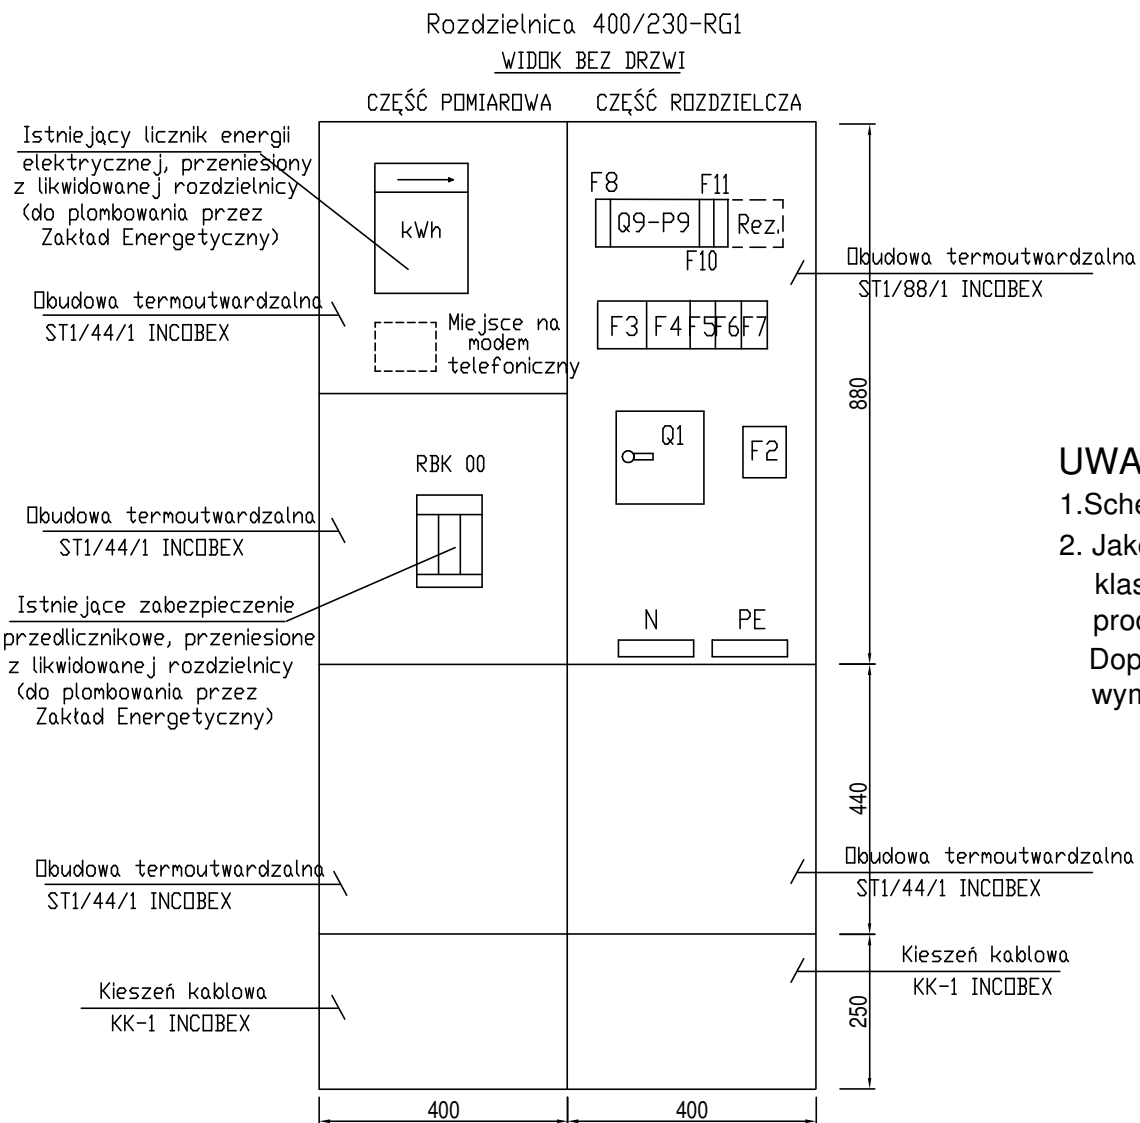 Rozdzielnica 400/230-RG1
WIDOK BEZ DRZWI
CZĘŚĆ POMIAROWA
CZĘŚĆ ROZDZIELCZA
Istniejący licznik energii
elektrycznej, przeniesiony
z likwidowanej rozdzielnicy
(do plombowania przez
Zakład Energetyczny)
kWh
F8
F11
Q9-P9
Rez.
F10
Obudowa termoutwardzalna
ST1/88/1 INCOBEX
Obudowa termoutwardzalna
ST1/44/1 INCOBEX
Miejsce na
modem
telefoniczny
F3
F4
F5
F6
F7
880
Q1
F2
RBK 00
Obudowa termoutwardzalna
ST1/44/1 INCOBEX
Istniejące zabezpieczenie
przedlicznikowe, przeniesione
z likwidowanej rozdzielnicy
(do plombowania przez
Zakład Energetyczny)
N
PE
440
Obudowa termoutwardzalna
ST1/44/1 INCOBEX
Obudowa termoutwardzalna
ST1/44/1 INCOBEX
Kieszeń kablowa
KK-1 INCOBEX
Kieszeń kablowa
KK-1 INCOBEX
250
400
400
UWA
1.Sche
2. Jak
klas
proc
Dop
wym